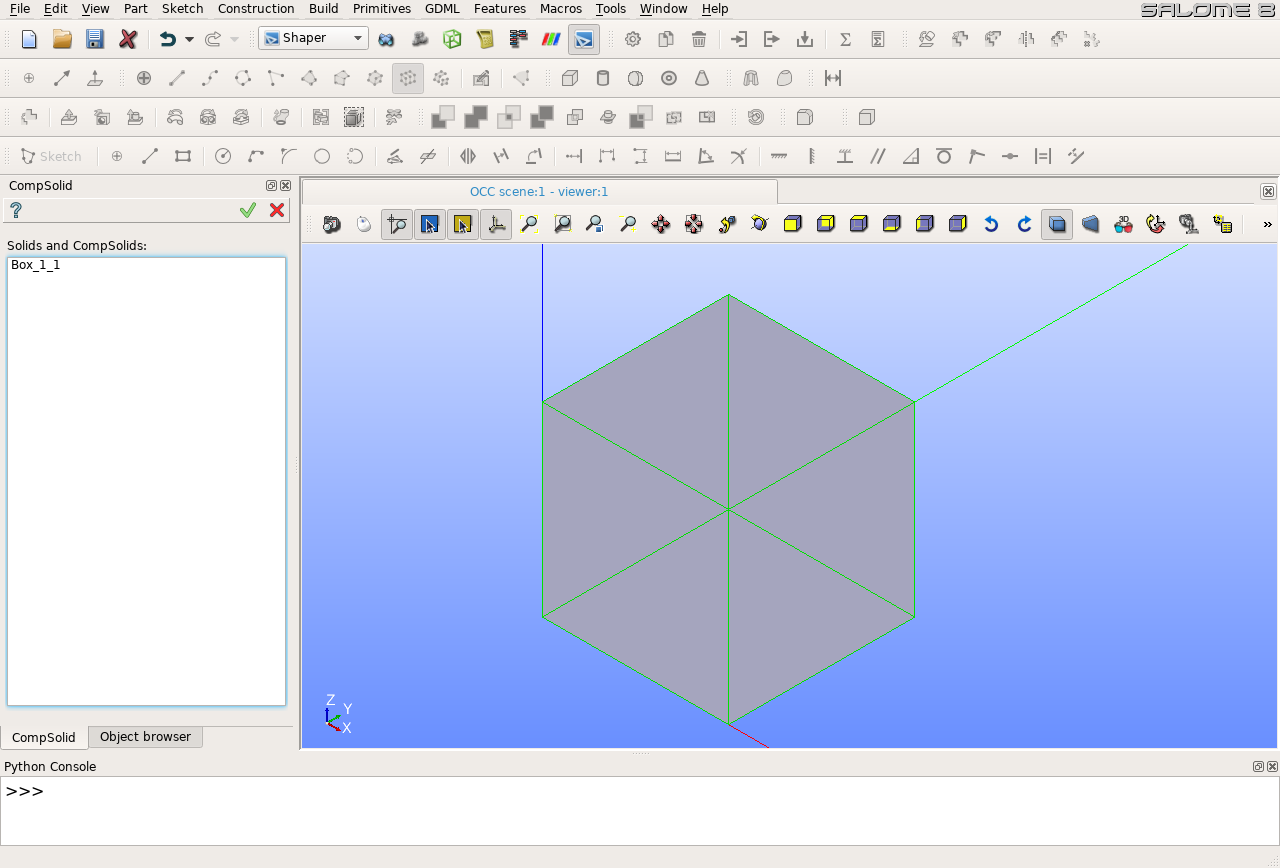 File Edit View Part Sketch Construction Build Primitives GDML Features Macros Tools Window Help
SALOME 8
Shaper
Sketch
CompSolid
OCC scene:1 - viewer:1
?
3D
»
Solids and CompSolids:
Box_1_1
Z
Y
X
CompSolid Object browser
Python Console
>>>